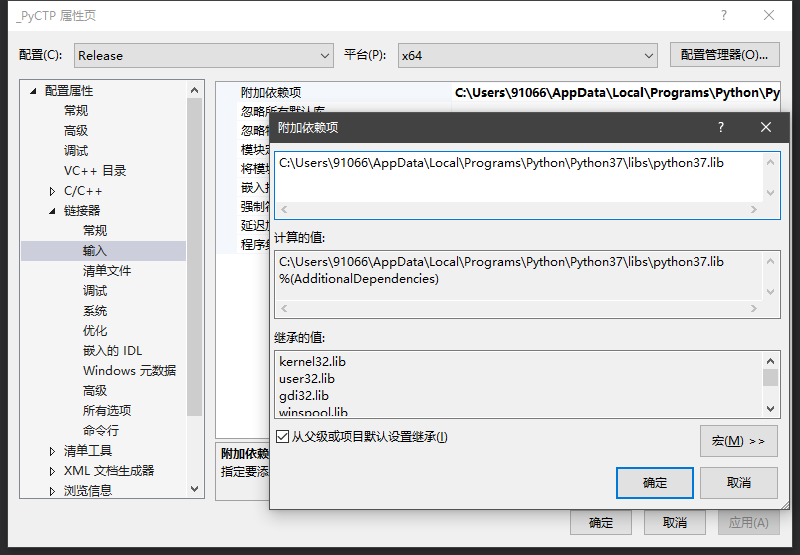 _PyCTP 属性页
配置(C): Release 平台(P): x64 配置管理器(O)...
配置属性
常规
高级
调试
VC++ 目录
C/C++
链接器
常规
输入
清单文件
调试
系统
优化
嵌入的 IDL
Windows 元数据
高级
所有选项
命令行
清单工具
XML 文档生成器
浏览信息
附加依赖项 C:\Users\91066\AppData\Local\Programs\Python\Py
忽略所有默认库
忽略
模块定
将模块
嵌入
强制符
延迟加
程序集
附加依赖
指定要添
附加依赖项
C:\Users\91066\AppData\Local\Programs\Python\Python37\libs\python37.lib
计算的值:
C:\Users\91066\AppData\Local\Programs\Python\Python37\libs\python37.lib
%(AdditionalDependencies)
继承的值:
kernel32.lib
user32.lib
gdi32.lib
winspool.lib
从父级或项目默认设置继承(I)
宏(M) >>
确定 取消
确定 取消 应用(A)